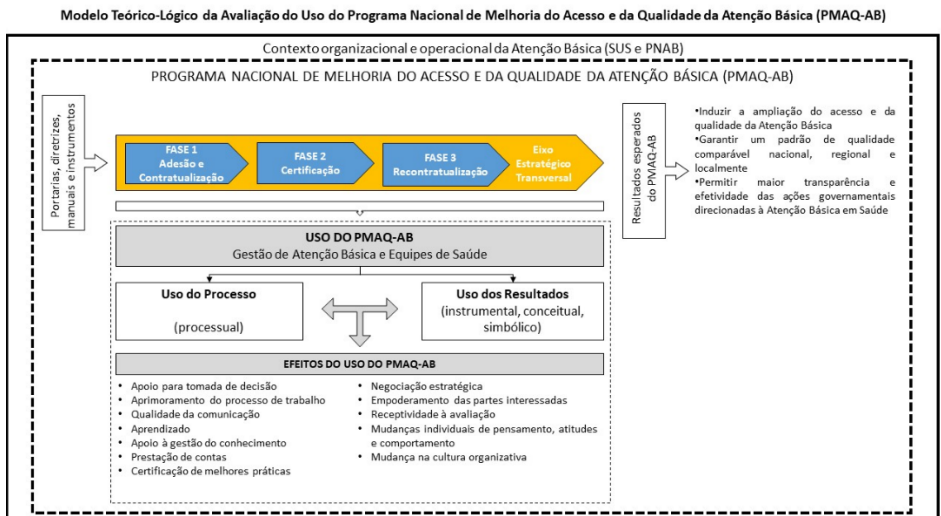 Modelo Teórico-Lógico da Avaliação do Uso do Programa Nacional de Melhoria do Acesso e da Qualidade da Atenção Básica (PMAQ-AB)
Contexto organizacional e operacional da Atenção Básica (SUS e PNAB)
PROGRAMA NACIONAL DE MELHORIA DO ACESSO E DA QUALIDADE DA ATENÇÃO BÁSICA (PMAQ-AB)
Portarias, diretrizes,
manuais e instrumentos
FASE 1
Adesão e
Contratualização
FASE 2
Certificação
FASE 3
Recontratualização
Eixo
Estratégico
Transversal
Resultados esperados
do PMAQ-AB
•Induzir a ampliação do acesso e da
qualidade da Atenção Básica
•Garantir um padrão de qualidade
comparável nacional, regional e
localmente
•Permitir maior transparência e
efetividade das ações governamentais
direcionadas à Atenção Básica em Saúde
USO DO PMAQ-AB
Gestão de Atenção Básica e Equipes de Saúde
Uso do Processo
(processual)
Uso dos Resultados
(instrumental, conceitual,
simbólico)
EFEITOS DO USO DO PMAQ-AB
• Apoio para tomada de decisão
• Aprimoramento do processo de trabalho
• Qualidade da comunicação
• Aprendizado
• Apoio à gestão do conhecimento
• Prestação de contas
• Certificação de melhores práticas
• Negociação estratégica
• Empoderamento das partes interessadas
• Receptividade à avaliação
• Mudanças individuais de pensamento, atitudes
e comportamento
• Mudança na cultura organizativa